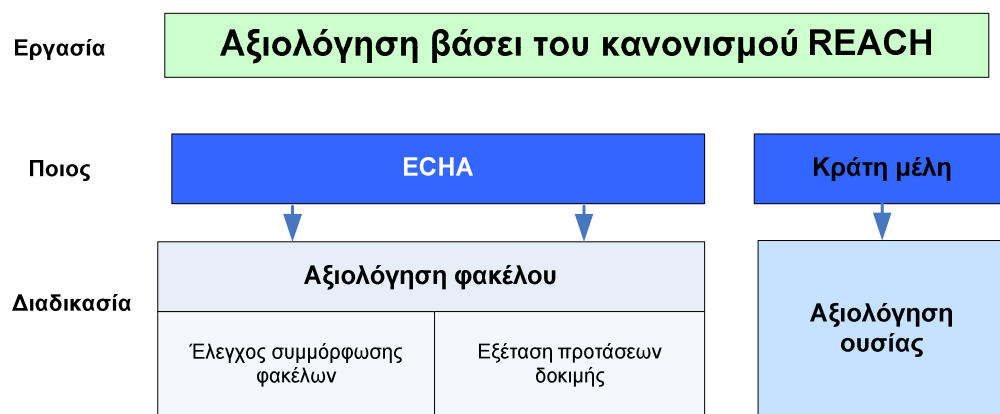 Εργασία
Αξιολόγηση βάσει του κανονισμού REACH
Ποιος
ECHA
Κράτη μέλη
Διαδικασία
Αξιολόγηση φακέλου
Έλεγχος συμμόρφωσης
φακέλων
Εξέταση προτάσεων
δοκιμής
Αξιολόγηση
ουσίας